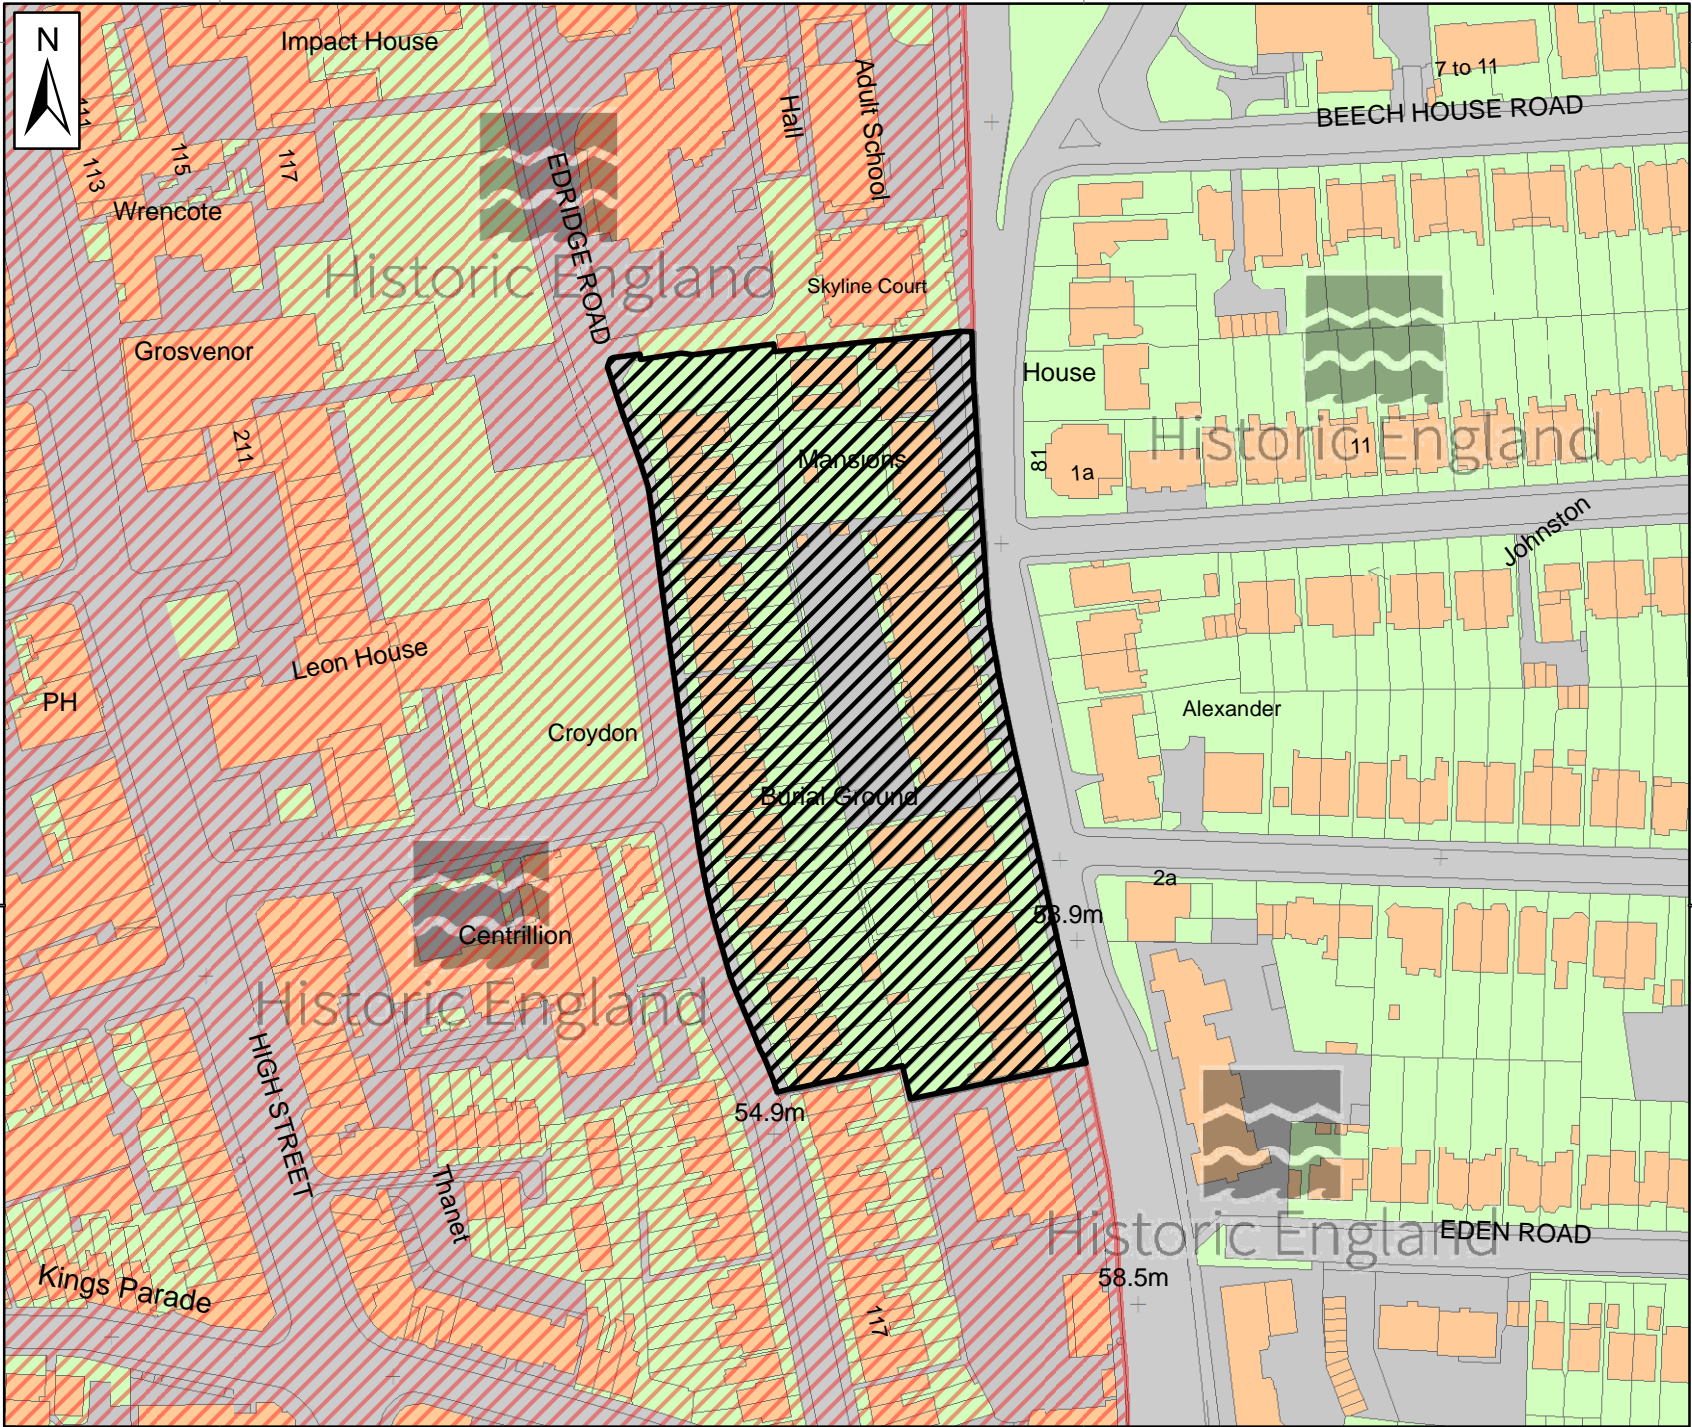 N
Impact House
Hall
Adult School
7 to 11
BEECH HOUSE ROAD
111
113
115
117
Wrencote
EDRIDGE ROAD
Historic England
Skyline Court
Grosvenor
House
Historic England
211
Mansions
81
1a
11
Johnston
Leon House
PH
Alexander
Croydon
Burial Ground
2a
53.9m
Centrillion
Historic England
HIGH STREET
54.9m
Thanet
Historic England
EDEN ROAD
58.5m
Kings Parade
117